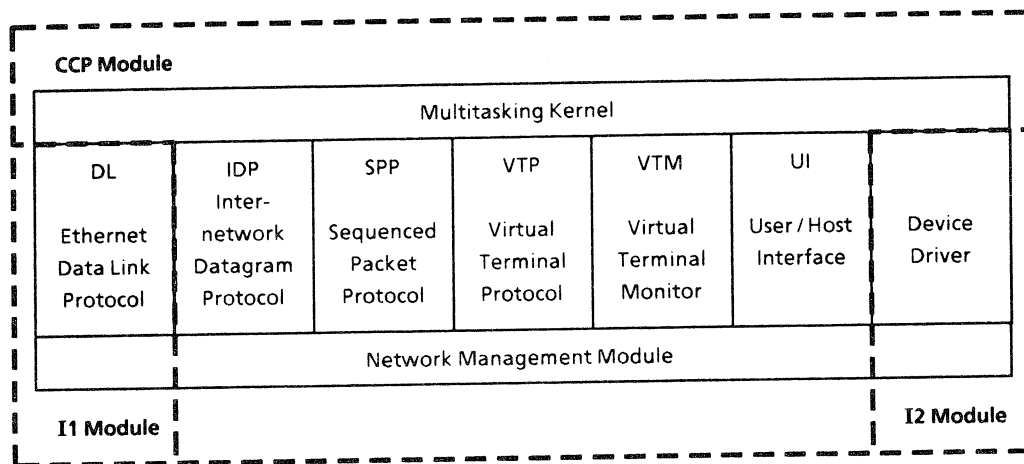 CCP Module
Multitasking Kernel
DL
Ethernet
Data Link
Protocol
IDP
Inter-
network
Datagram
Protocol
SPP
Sequenced
Packet
Protocol
VTP
Virtual
Terminal
Protocol
VTM
Virtual
Terminal
Monitor
UI
User / Host
Interface
Device
Driver
Network Management Module
I1 Module
I2 Module